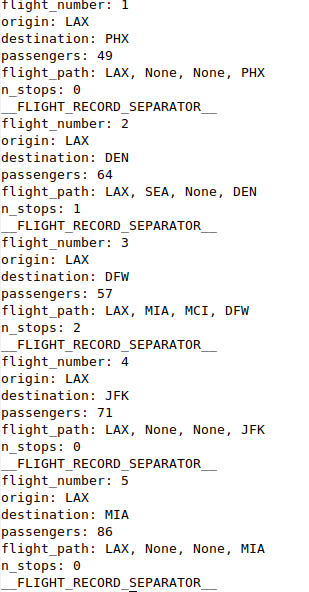 flight_number: 1
origin: LAX
destination: PHX
passengers: 49
flight_path: LAX, None, None, PHX
n_stops: 0
__FLIGHT_RECORD_SEPARATOR__
flight_number: 2
origin: LAX
destination: DEN
passengers: 64
flight_path: LAX, SEA, None, DEN
n_stops: 1
__FLIGHT_RECORD_SEPARATOR__
flight_number: 3
origin: LAX
destination: DFW
passengers: 57
flight_path: LAX, MIA, MCI, DFW
n_stops: 2
__FLIGHT_RECORD_SEPARATOR__
flight_number: 4
origin: LAX
destination: JFK
passengers: 71
flight_path: LAX, None, None, JFK
n_stops: 0
__FLIGHT_RECORD_SEPARATOR__
flight_number: 5
origin: LAX
destination: MIA
passengers: 86
flight_path: LAX, None, None, MIA
n_stops: 0
__FLIGHT_RECORD_SEPARATOR__